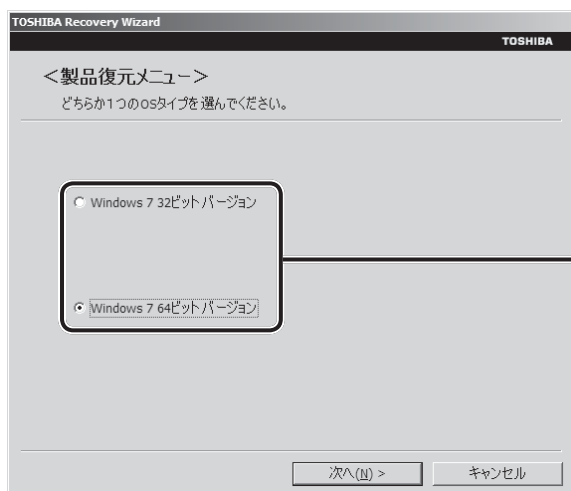 TOSHIBA Recovery Wizard
TOSHIBA
<製品復元メニュー>
どちらか1つのOSタイプを選んでください。
Windows 7 32ビットバージョン
Windows 7 64ビットバージョン
次へ(N) >
キャンセル